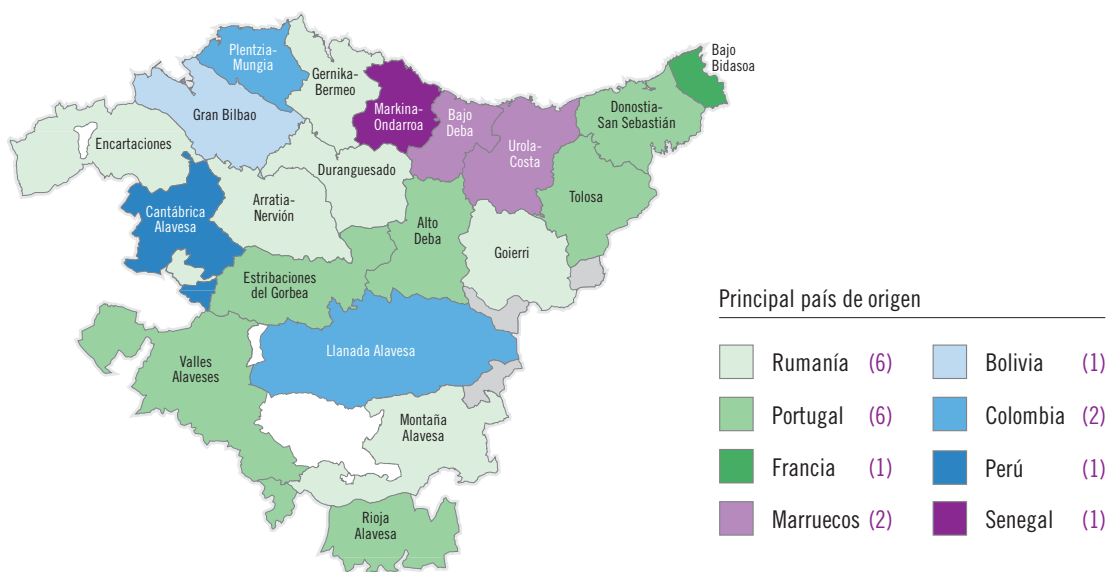 Plentzia-
Mungia
Gernika-
Bermeo
Bajo
Bidasoa
Gran Bilbao
Markina-
Ondarroa
Bajo
Deba
Donostia-
San Sebastián
Encartaciones
Urola-
Costa
Duranguesado
Tolosa
Arratia-
Nervión
Cantábrica
Alavesa
Alto
Deba
Goierri
Estribaciones
del Gorbea
Llanada Alavesa
Valles
Alaveses
Montaña
Alavesa
Rioja
Alavesa
Principal país de origen
Rumanía (6)
Portugal (6)
Francia (1)
Marruecos (2)
Bolivia (1)
Colombia (2)
Perú (1)
Senegal (1)